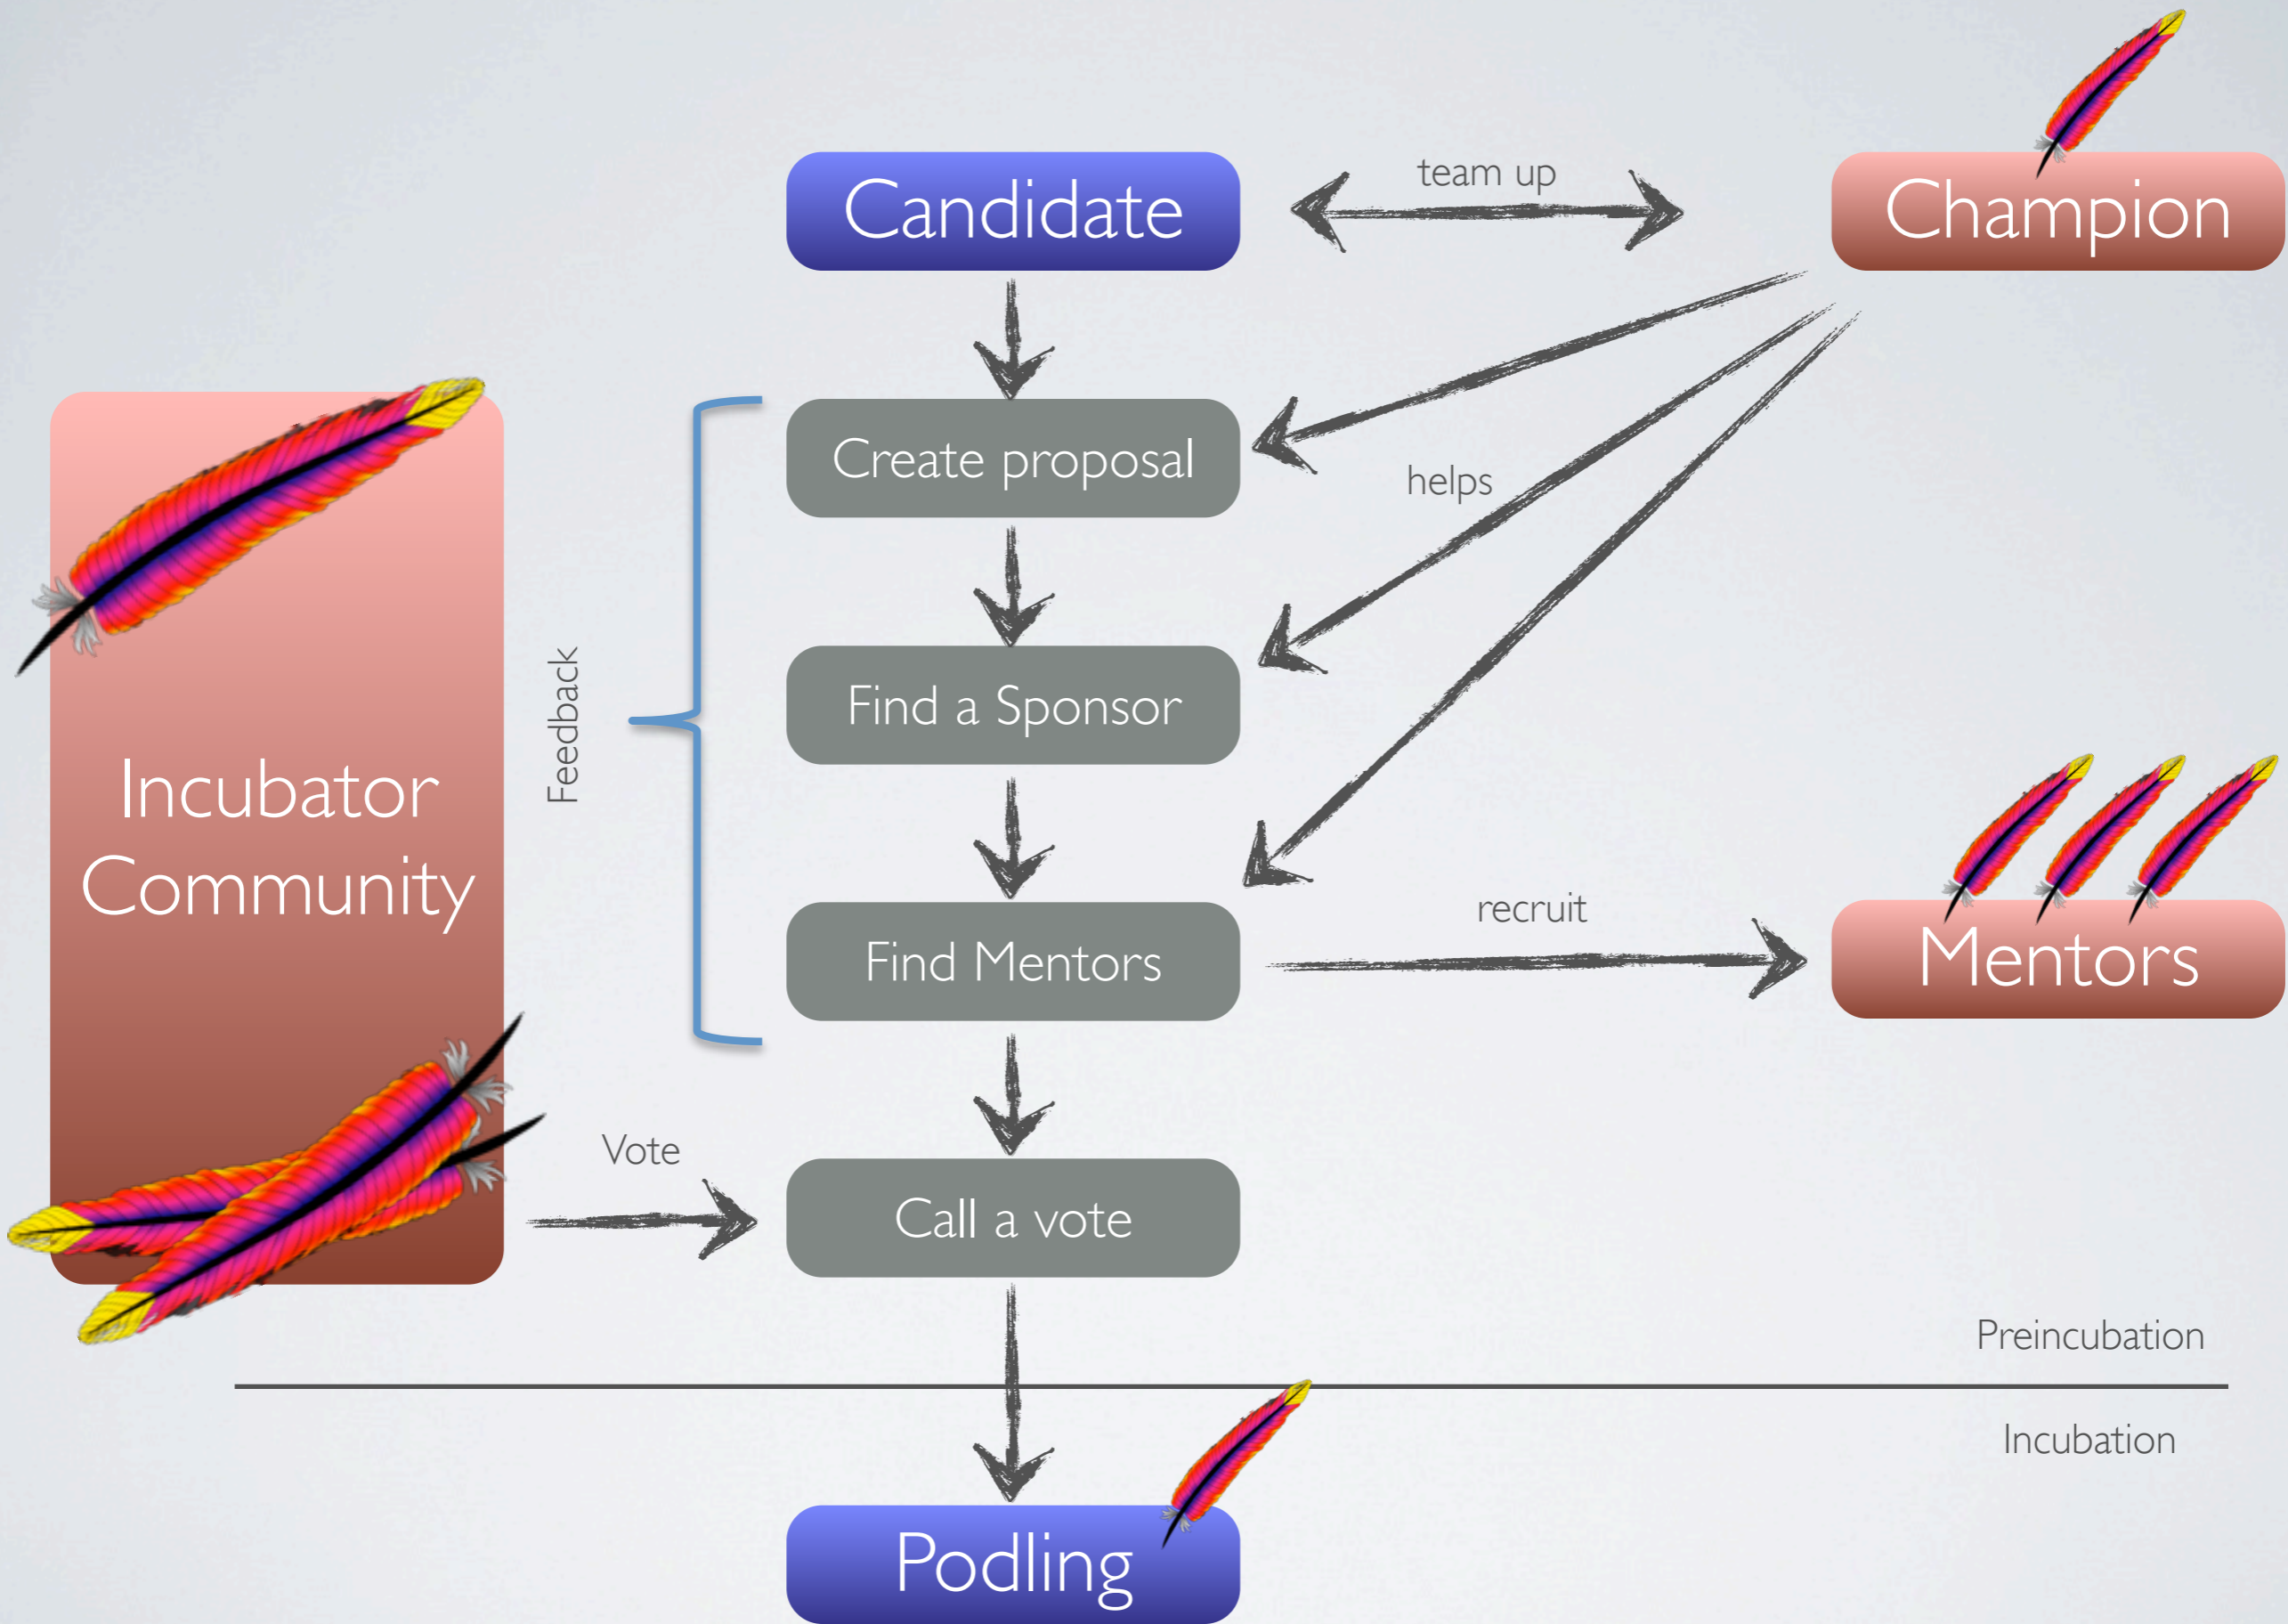 Candidate
team up
Champion
Create proposal
helps
Feedback
Find a Sponsor
Incubator
Community
Find Mentors
recruit
Mentors
Vote
Call a vote
Preincubation
Incubation
Podling